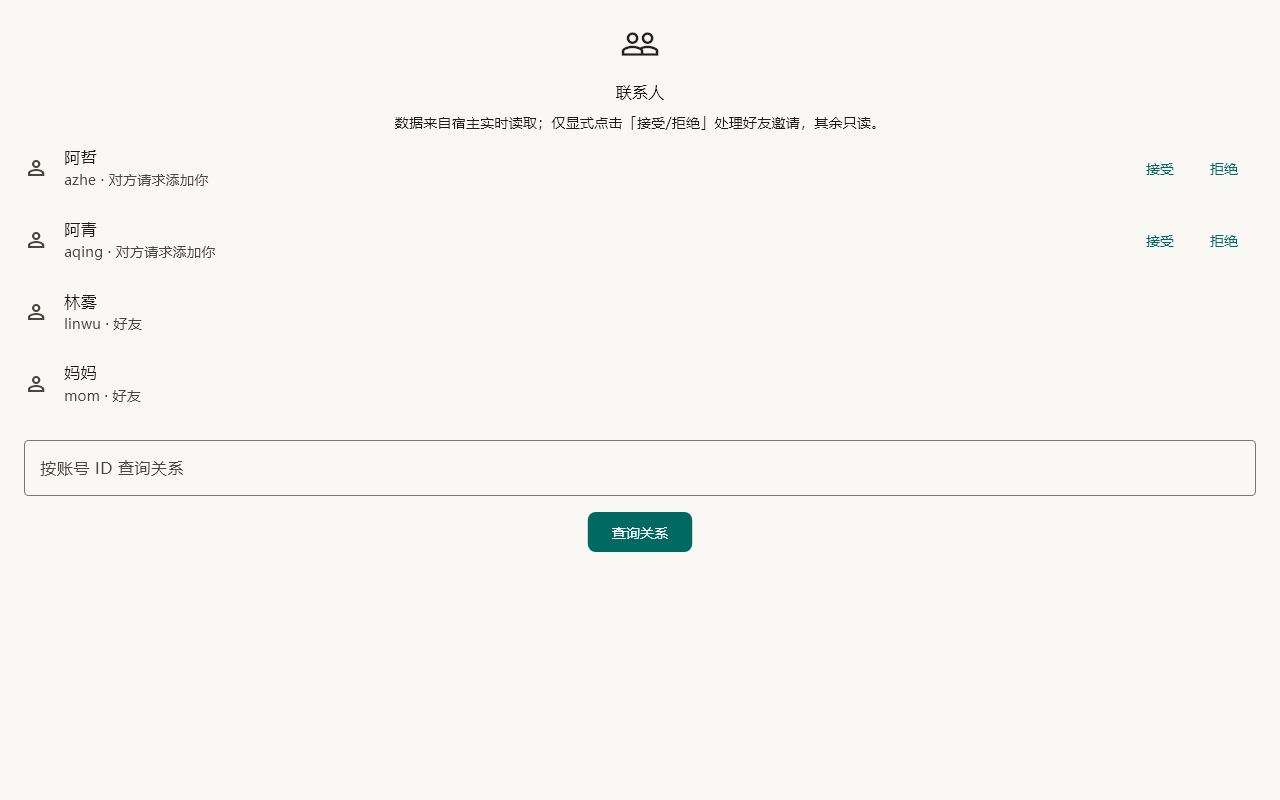 联系人
数据来自宿主实时读取；仅显式点击「接受/拒绝」处理好友邀请，其余只读。
阿哲
azhe · 对方请求添加你
接受 拒绝
阿青
aqing · 对方请求添加你
接受 拒绝
林雾
linwu · 好友
妈妈
mom · 好友
按账号 ID 查询关系
查询关系